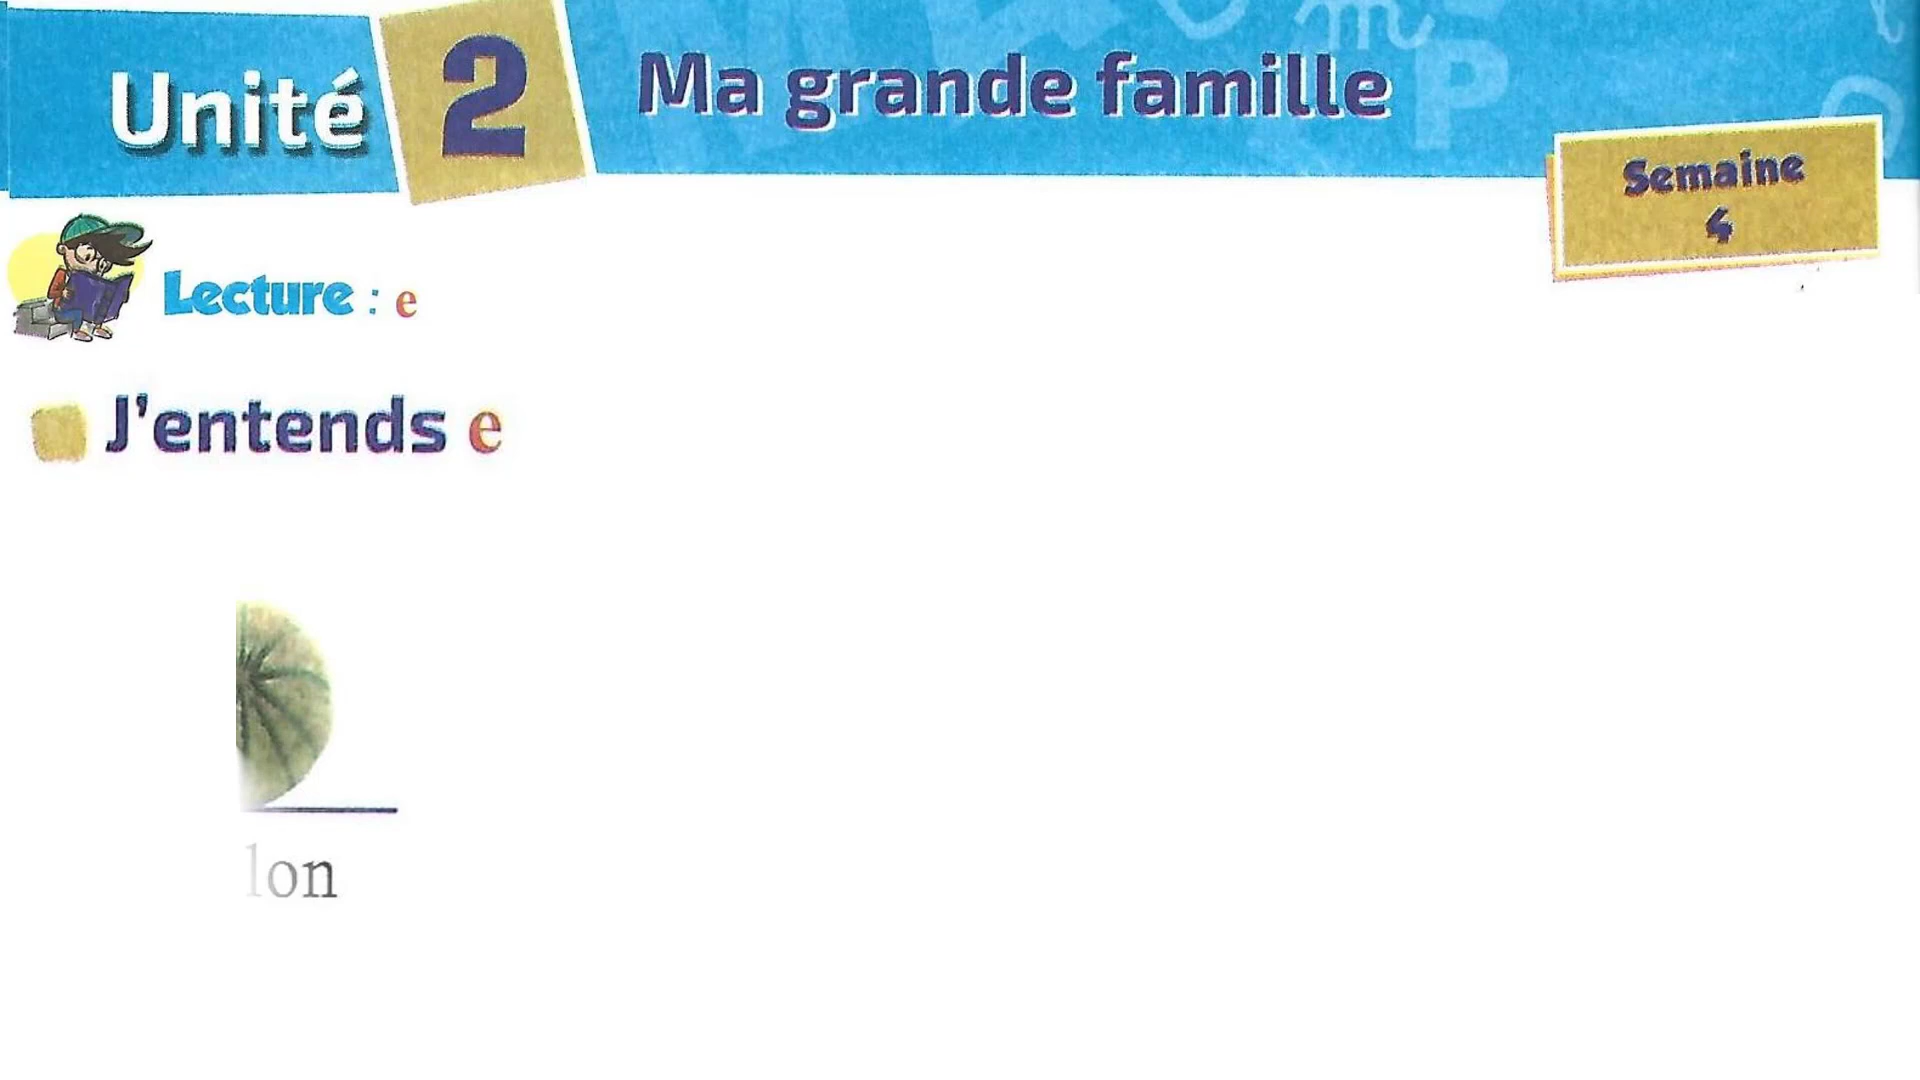 Unité 2 Ma grande famille
Semaine
4
Lecture : e
J'entends e
lon